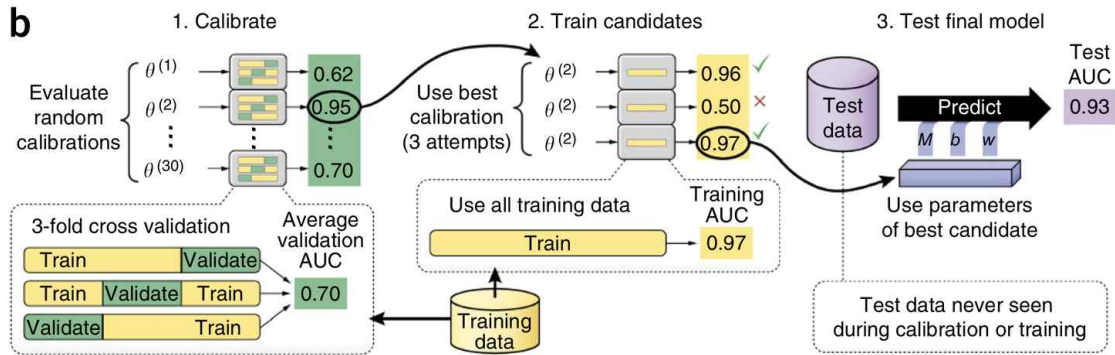 b
1. Calibrate
2. Train candidates
3. Test final model
Evaluate
random
calibrations
θ(1)
θ(2)
θ(30)
0.62
0.95
0.70
Use best
calibration
(3 attempts)
θ(2)
θ(2)
θ(2)
0.96
0.50
0.97
Test
data
Predict
M b w
Test
AUC
0.93
Use parameters
of best candidate
3-fold cross validation
Train Validate
Train Validate Train
Validate Train
Average
validation
AUC
0.70
Use all training data
Train
Training
AUC
0.97
Training
data
Test data never seen
during calibration or training